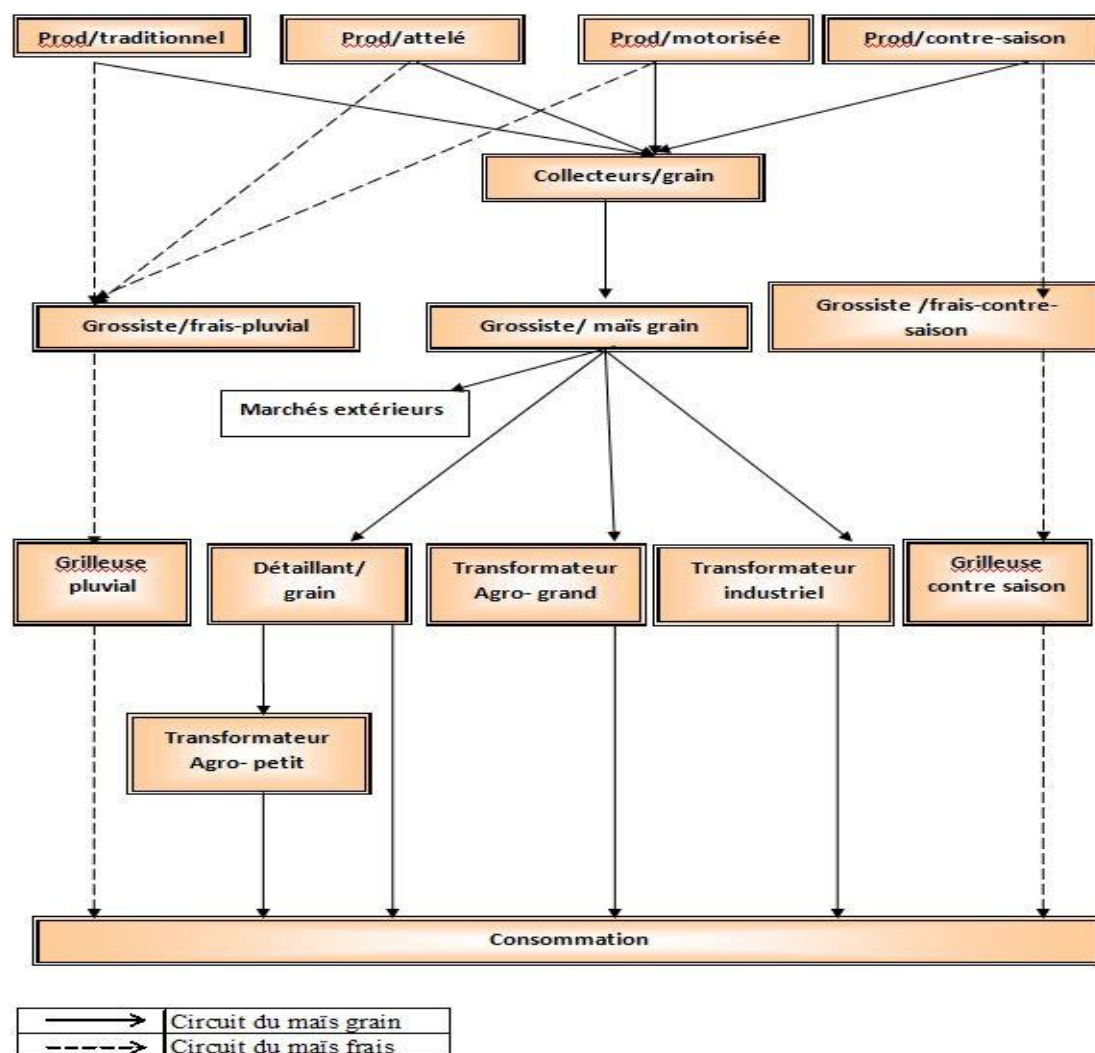 Prod/traditionnel
Prod/attelé
Prod/motorisée
Prod/contre-saison
Collecteurs/grain
Grossiste/frais-pluvial
Grossiste/ maïs grain
Grossiste /frais-contre-
saison
Marchés extérieurs
Grilleuse
pluvial
Détaillant/
grain
Transformateur
Agro- grand
Transformateur
industriel
Grilleuse
contre saison
Transformateur
Agro- petit
Consommation
Circuit du maïs grain
Circuit du maïs frais